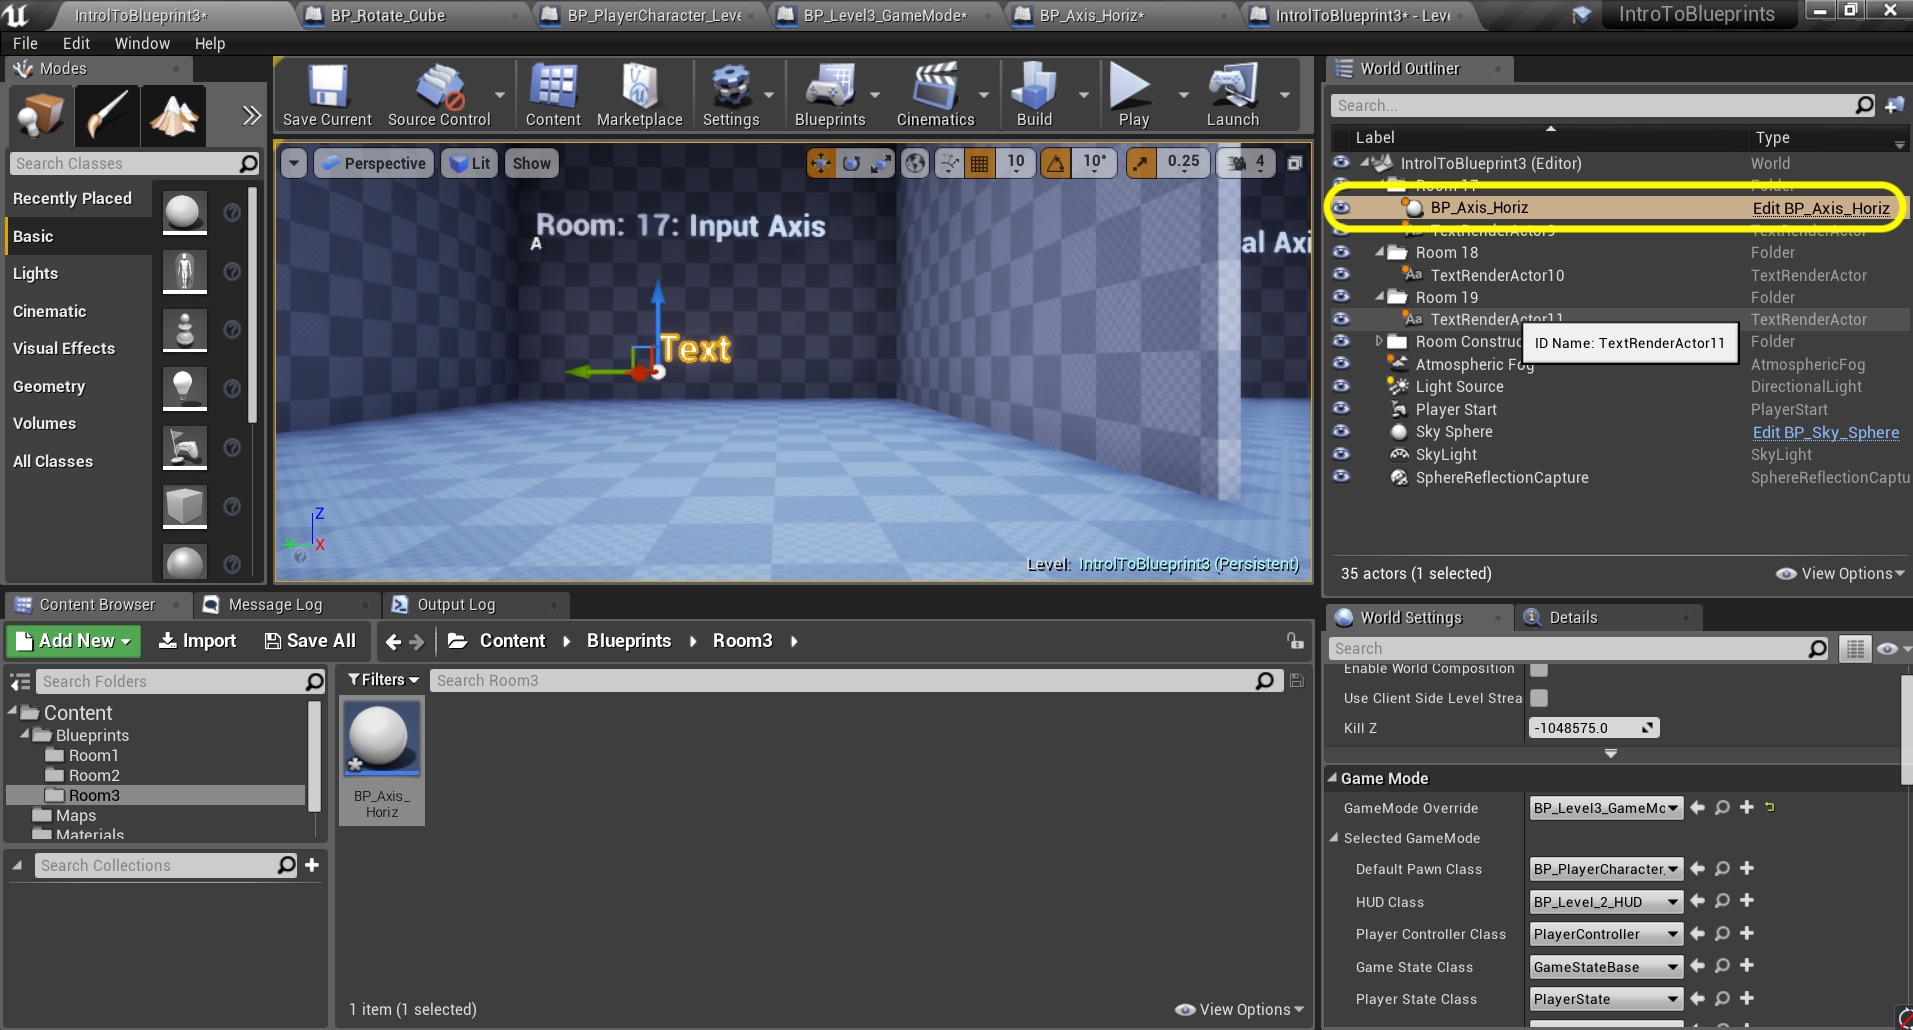 IntrolToBlueprint3*
BP_Rotate_Cube
BP_PlayerCharacter_Leve
BP_Level3_GameMode*
BP_Axis_Horiz*
IntrolToBlueprint3* - Leve
IntroToBlueprints
File Edit Window Help
Modes
Search Classes
Recently Placed
Basic
Lights
Cinematic
Visual Effects
Geometry
Volumes
All Classes
Save Current
Source Control
Content
Marketplace
Settings
Blueprints
Cinematics
Build
Play
Launch
Perspective
Lit
Show
10
10°
0.25
4
Room: 17: Input Axis
A
al Axi
Text
Z
Y
X
Level: IntrolToBlueprint3 (Persistent)
World Outliner
Search...
Label Type
IntrolToBlueprint3 (Editor) World
Room 17 Folder
BP_Axis_Horiz Edit BP_Axis_Horiz
TextRenderActor9 TextRenderActor
Room 18 Folder
TextRenderActor10 TextRenderActor
Room 19 Folder
TextRenderActor11 TextRenderActor
ID Name: TextRenderActor11
Room Construc Folder
Atmospheric Fog AtmosphericFog
Light Source DirectionalLight
Player Start PlayerStart
Sky Sphere Edit BP_Sky_Sphere
SkyLight SkyLight
SphereReflectionCapture SphereReflectionCaptu
35 actors (1 selected)
View Options
Content Browser
Message Log
Output Log
Add New
Import
Save All
Content
Blueprints
Room3
Search Folders
Content
Blueprints
Room1
Room2
Room3
Maps
Materials
Search Collections
Filters
Search Room3
BP_Axis_
Horiz
1 item (1 selected)
View Options
World Settings
Details
Search
Enable World Composition
Use Client Side Level Strea
Kill Z -1048575.0
Game Mode
GameMode Override BP_Level3_GameMo
Selected GameMode
Default Pawn Class BP_PlayerCharacter_
HUD Class BP_Level_2_HUD
Player Controller Class PlayerController
Game State Class GameStateBase
Player State Class PlayerState